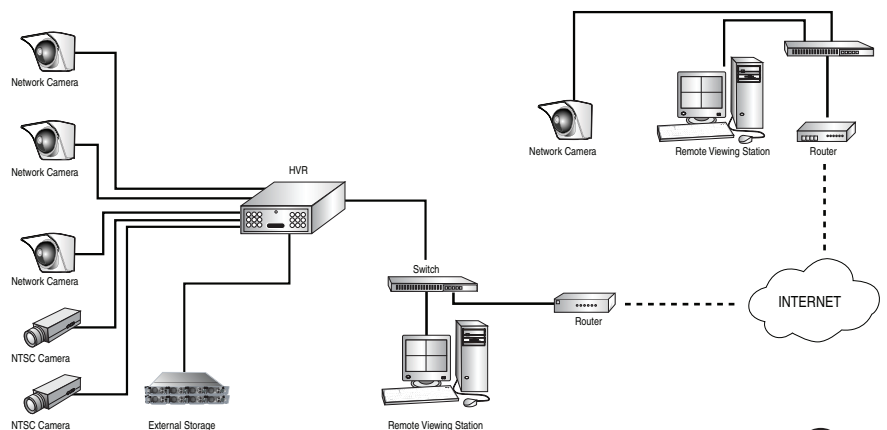 Network Camera
Network Camera
Network Camera
NTSC Camera
NTSC Camera
HVR
External Storage
Switch
Remote Viewing Station
Router
Network Camera
Remote Viewing Station
Router
INTERNET